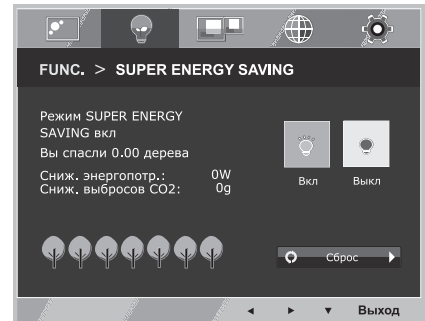 FUNC. > SUPER ENERGY SAVING
Режим SUPER ENERGY
SAVING вкл
Вы спасли 0.00 дерева
Сниж. энергопотр.: 0W
Сниж. выбросов CO2: 0g
Вкл Выкл
Сброс
Выход